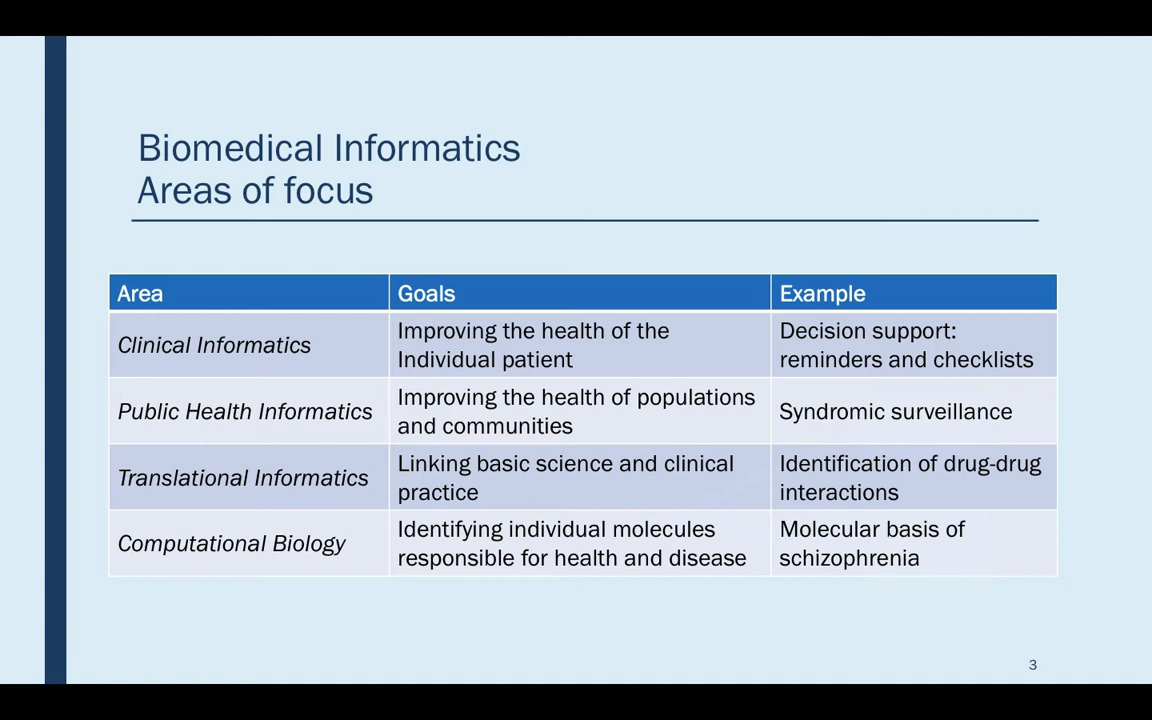 Biomedical Informatics
Areas of focus
Area Goals Example
Clinical Informatics
Improving the health of the
Individual patient
Decision support:
reminders and checklists
Public Health Informatics
Improving the health of populations
and communities
Syndromic surveillance
Translational Informatics
Linking basic science and clinical
practice
Identification of drug-drug
interactions
Computational Biology
Identifying individual molecules
responsible for health and disease
Molecular basis of
schizophrenia
3